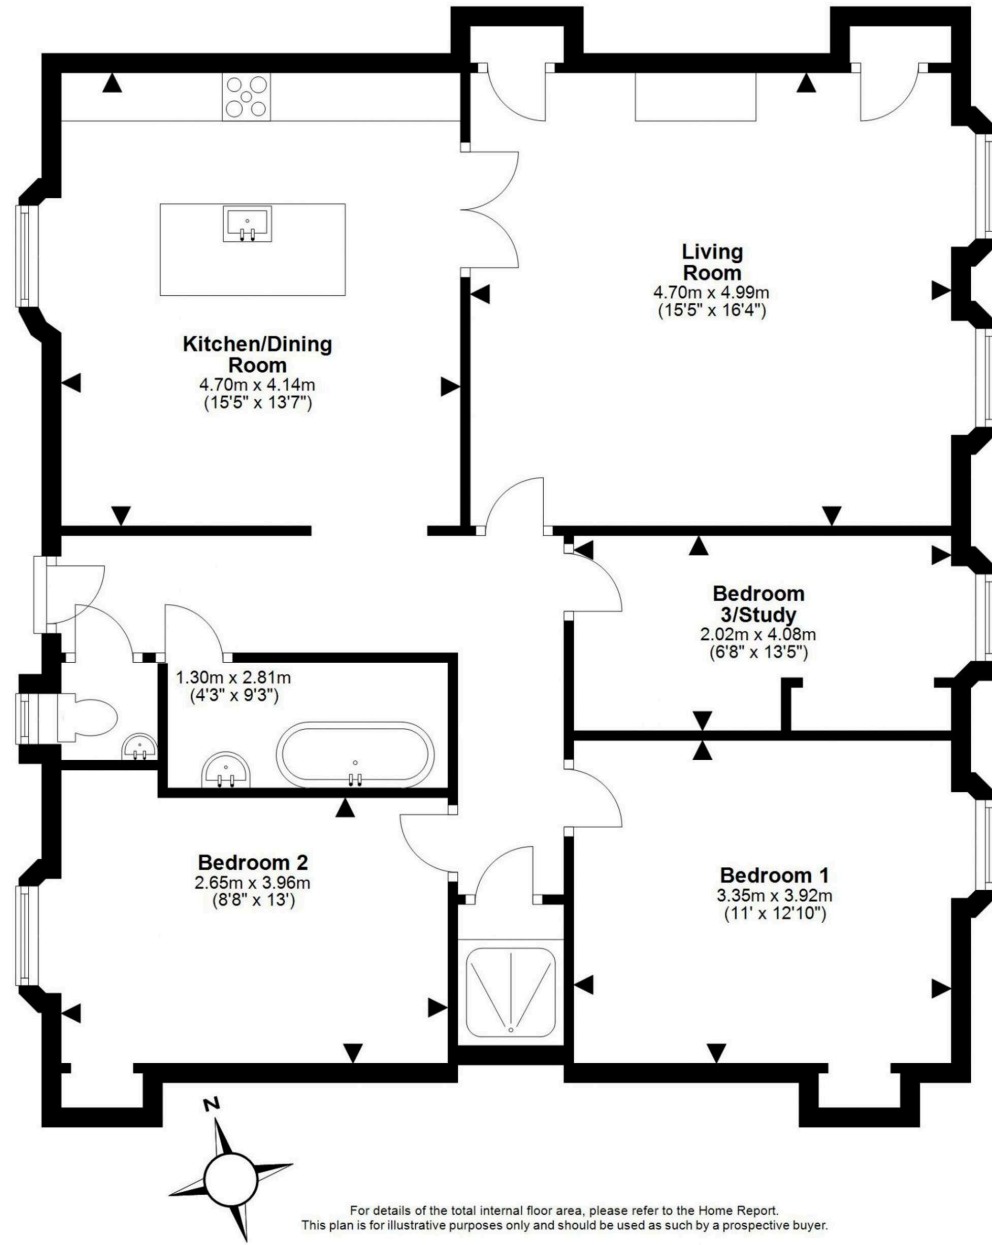 Living
Room
4.70m x 4.99m
(15'5" x 16'4")
Kitchen/Dining
Room
4.70m x 4.14m
(15'5" x 13'7")
Bedroom
3/Study
2.02m x 4.08m
(6'8" x 13'5")
1.30m x 2.81m
(4'3" x 9'3")
Bedroom 2
2.65m x 3.96m
(8'8" x 13')
Bedroom 1
3.35m x 3.92m
(11' x 12'10")
N
For details of the total internal floor area, please refer to the Home Report.
This plan is for illustrative purposes only and should be used as such by a prospective buyer.